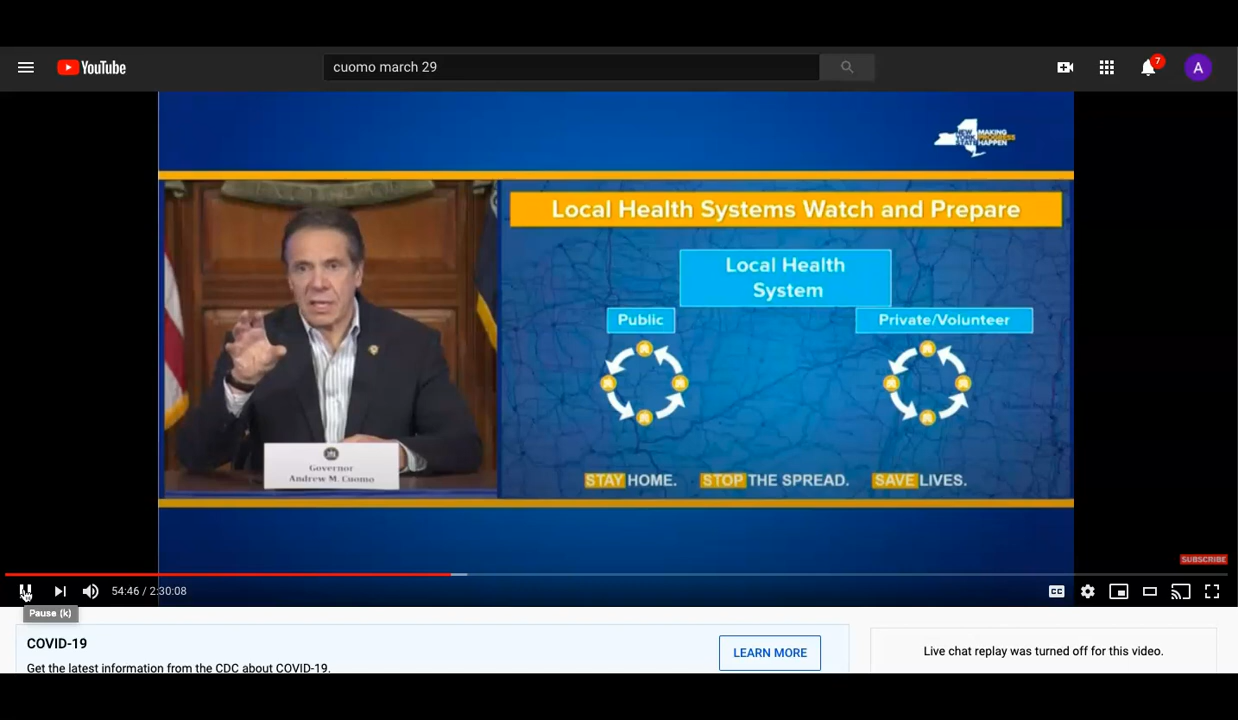 YouTube
cuomo march 29
7
A
NEW YORK STATE
MAKING
PROGRESS
HAPPEN
Local Health Systems Watch and Prepare
Local Health
System
Public
Private/Volunteer
Governor
Andrew M. Cuomo
STAY HOME. STOP THE SPREAD. SAVE LIVES.
SUBSCRIBE
54:46 / 2:30:08
CC
Pause (k)
COVID-19
Get the latest information from the CDC about COVID-19.
LEARN MORE
Live chat replay was turned off for this video.